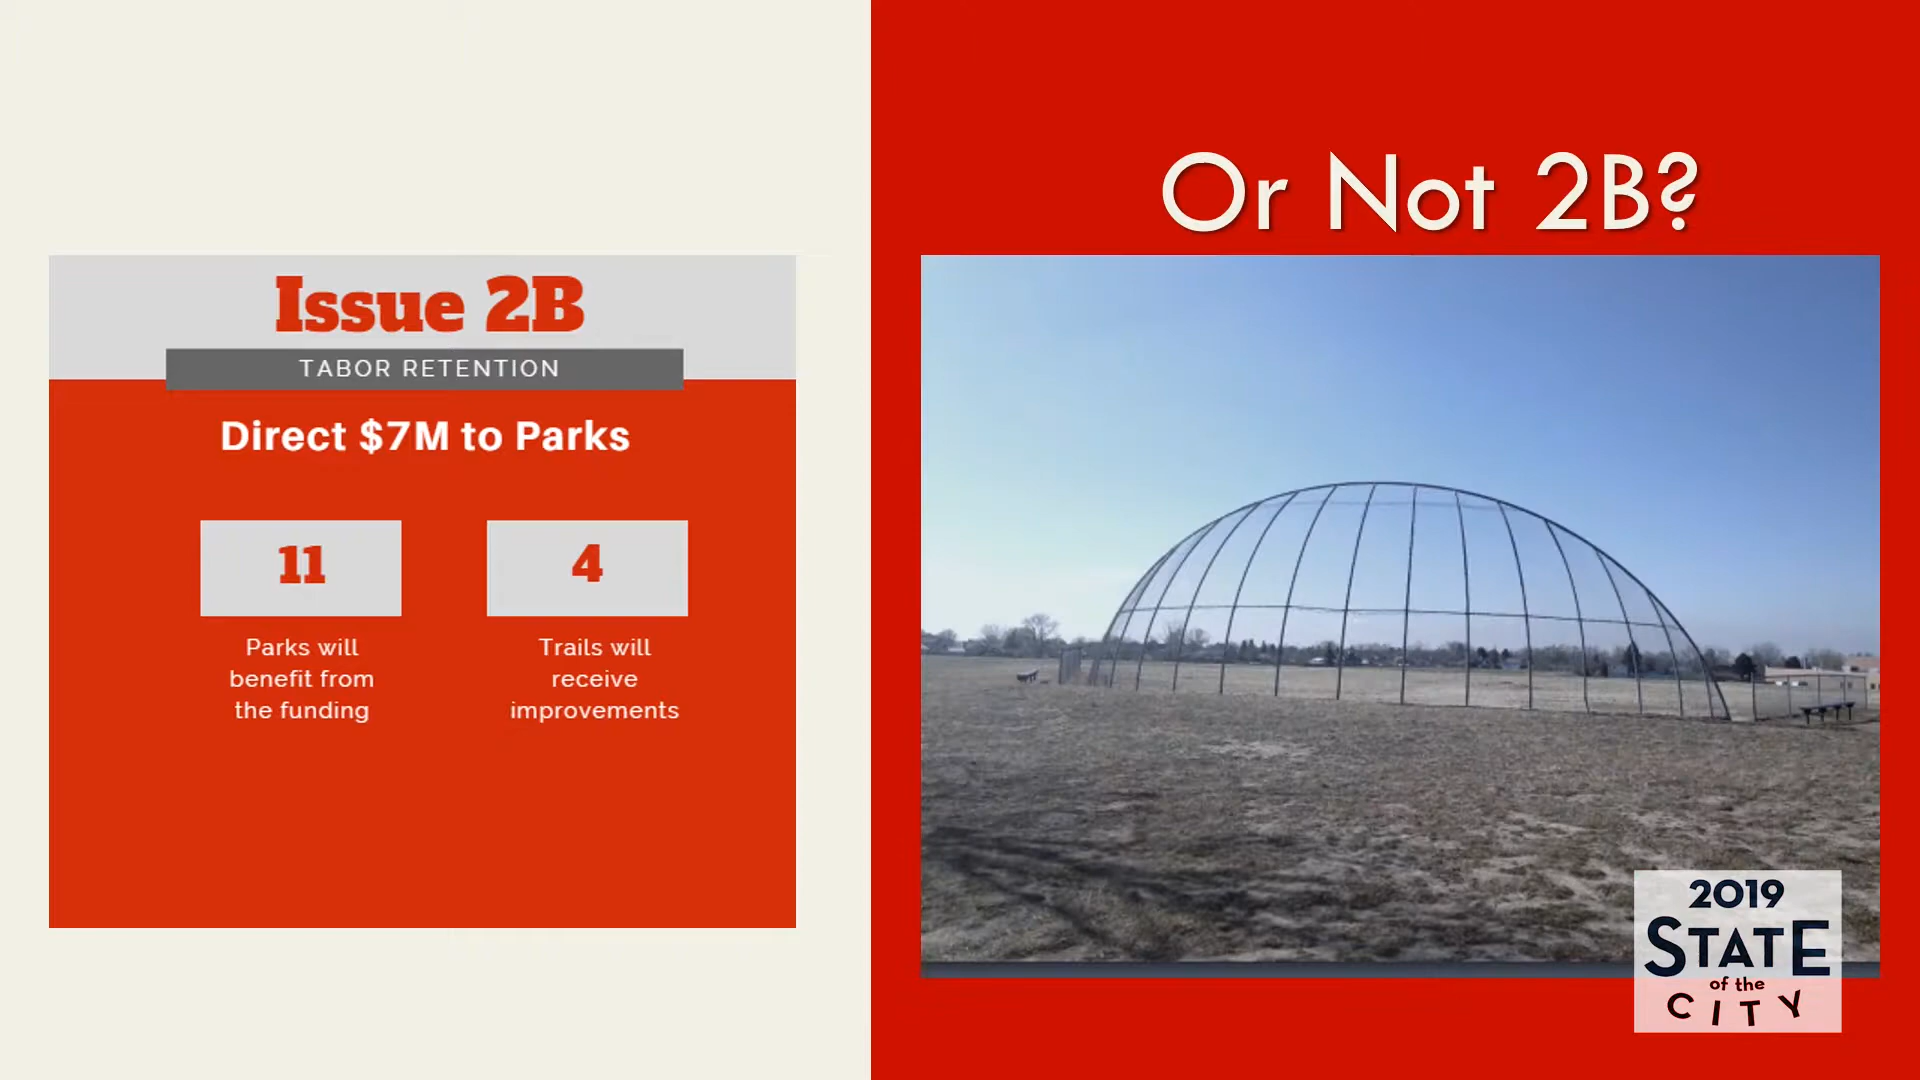 Issue 2B
TABOR RETENTION
Direct $7M to Parks
11
Parks will
benefit from
the funding
4
Trails will
receive
improvements
Or Not 2B?
2019
STATE
of the
CITY